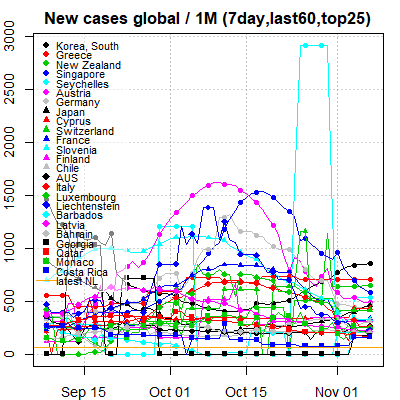 New cases global / 1M (7day,last60,top25)
3000
2500
2000
1500
1000
500
0
Korea, South
Greece
New Zealand
Singapore
Seychelles
Austria
Germany
Japan
Cyprus
Switzerland
France
Slovenia
Finland
Chile
AUS
Italy
Luxembourg
Liechtenstein
Barbados
Latvia
Bahrain
Georgia
Qatar
Monaco
Costa Rica
latest NL
Sep 15
Oct 01
Oct 15
Nov 01